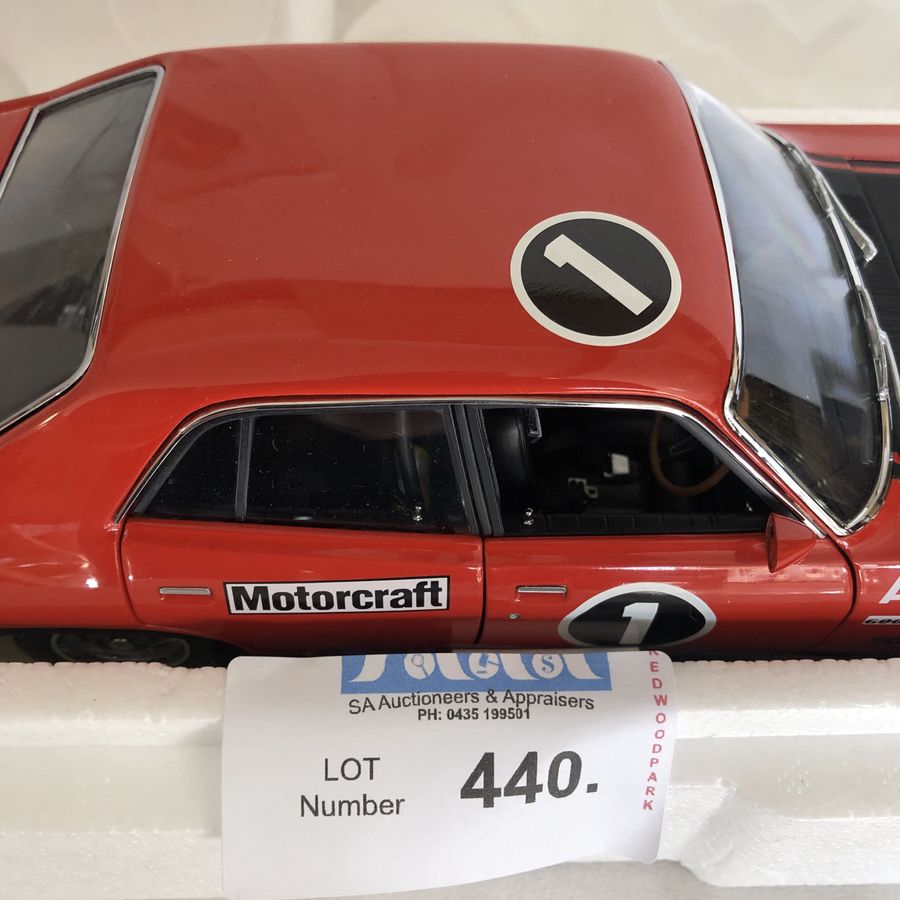 1
Motorcraft
1
SA Auctioneers & Appraisers
PH: 0435 199501
LOT
Number
440.
REDWOODPARK